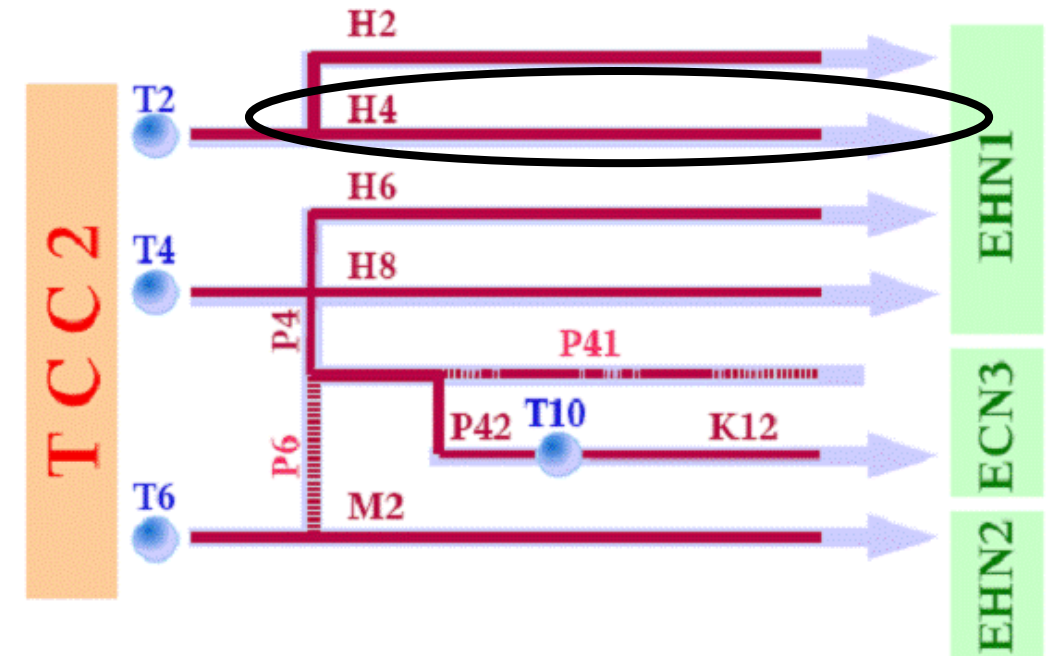 H2
T2
H4
EHN1
H6
T4
H8
TCC2
P4
P41
T10
P42
K12
ECN3
P6
T6
M2
EHN2